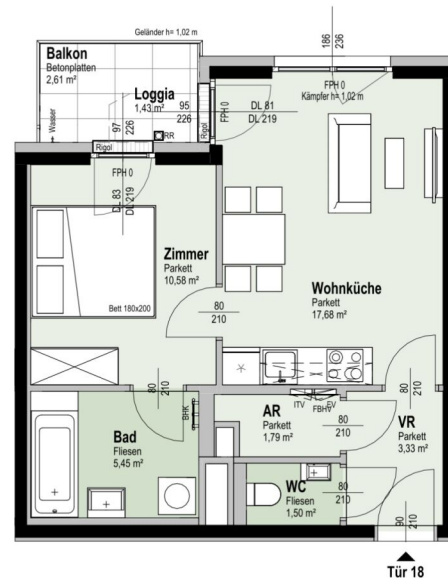 Geländer h= 1,02 m
186
236
Balkon
Betonplatten
2,61 m²
Loggia
1,43 m²
95
226
Rigol
FPH 0
DL 81
DL 219
FPH 0
Kämpfer h= 1,02 m
Wasser
97
226
RR
Rigol
FPH 0
DL 83
DL 219
Zimmer
Parkett
10,58 m²
Bett 180x200
Wohnküche
Parkett
17,68 m²
80
210
80
210
80
210
BHK
ITV
FBHV
EV
Bad
Fliesen
5,45 m²
AR
Parkett
1,79 m²
80
210
VR
Parkett
3,33 m²
WC
Fliesen
1,50 m²
80
210
90
210
Tür 18